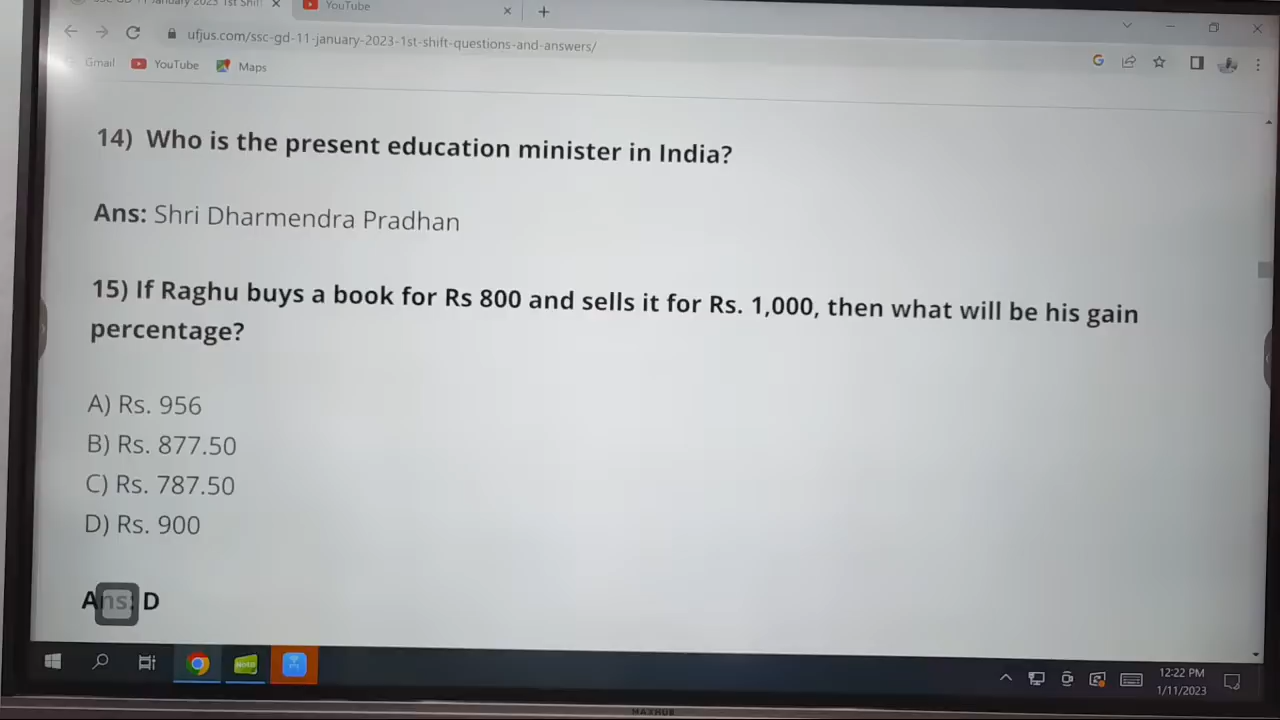 YouTube
ufjus.com/ssc-gd-11-january-2023-1st-shift-questions-and-answers/
Gmail YouTube Maps
14) Who is the present education minister in India?
Ans: Shri Dharmendra Pradhan
15) If Raghu buys a book for Rs 800 and sells it for Rs. 1,000, then what will be his gain
percentage?
A) Rs. 956
B) Rs. 877.50
C) Rs. 787.50
D) Rs. 900
Ans: D
12:22 PM
1/11/2023
MAXHUB